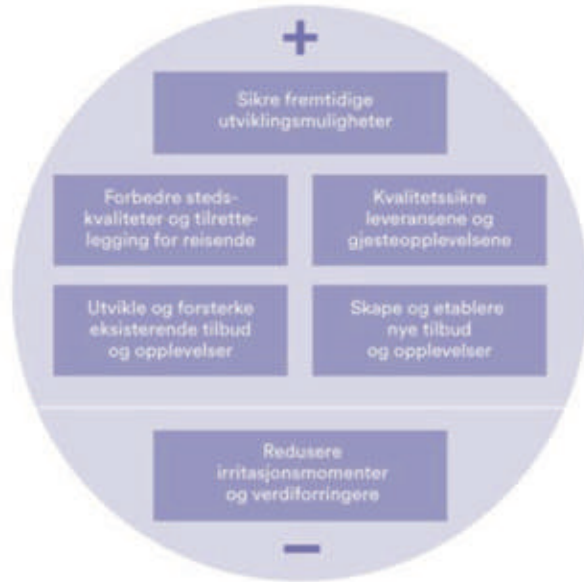 +
Sikre fremtidige
utviklingsmuligheter
Forbedre steds-
kvaliteter og tilrette-
legging for reisende
Kvalitetssikre
leveransene og
gjesteopplevelsene
Utvikle og forsterke
eksisterende tilbud
og opplevelser
Skape og etablere
nye tilbud
og opplevelser
Redusere
irritasjonsmomenter
og verdiforringere
−